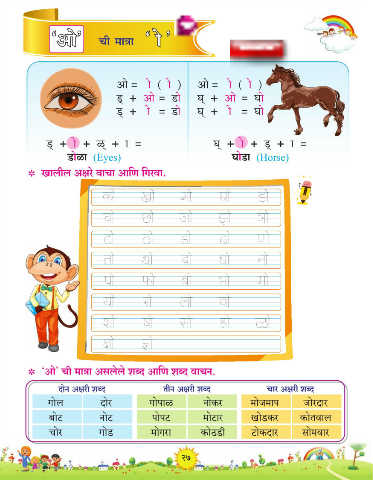 'ओ' ची मात्रा 'ो'
ओ = ो ( ो )
ड् + ओ = डो
ड् + ो = डो
ओ = ो ( ो )
घ् + ओ = घो
घ् + ो = घो
ड् + ो + ळ् + ा =
डोळा (Eyes)
घ् + ो + ड् + ा =
घोडा (Horse)
* खालील अक्षरे वाचा आणि गिरवा.
को खो गो घो डो
चो छो जो झो ञो
टो ठो डो ढो णो
तो थो दो धो नो
पो फो बो भो मो
यो रो लो वो
शो षो सो हो ळो
क्षो ज्ञो
* 'ओ' ची मात्रा असलेले शब्द आणि शब्द वाचन.
दोन अक्षरी शब्द तीन अक्षरी शब्द चार अक्षरी शब्द
गोल दोर गोपाळ नोकर मोजमाप जोरदार
बोट नोट पोपट मोटार खोडकर कोतवाल
चोर गोड मोगरा कोठडी टोकदार सोमवार
२७